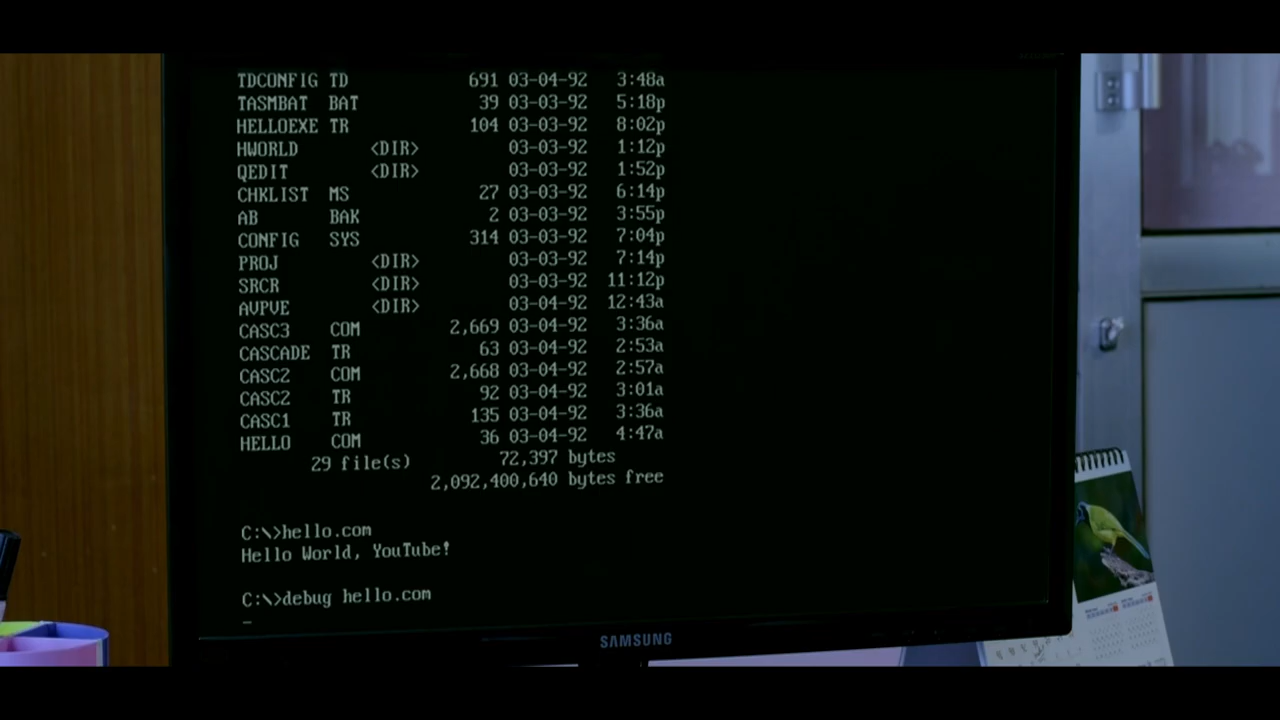 TDCONFIG TD 691 03-04-92 3:48a
TASMBAT BAT 39 03-03-92 5:18p
HELLOEXE TR 104 03-03-92 8:02p
HWORLD <DIR> 03-03-92 1:12p
QEDIT <DIR> 03-03-92 1:52p
CHKLIST MS 27 03-03-92 6:14p
AB BAK 2 03-03-92 3:55p
CONFIG SYS 314 03-03-92 7:04p
PROJ <DIR> 03-03-92 7:14p
SRCR <DIR> 03-03-92 11:12p
AVPVE <DIR> 03-04-92 12:43a
CASC3 COM 2,669 03-04-92 3:36a
CASCADE TR 63 03-04-92 2:53a
CASC2 COM 2,668 03-04-92 2:57a
CASC2 TR 92 03-04-92 3:01a
CASC1 TR 135 03-04-92 3:36a
HELLO COM 36 03-04-92 4:47a
29 file(s) 72,397 bytes
2,092,400,640 bytes free
C:\>hello.com
Hello World, YouTube!
C:\>debug hello.com
_
SAMSUNG